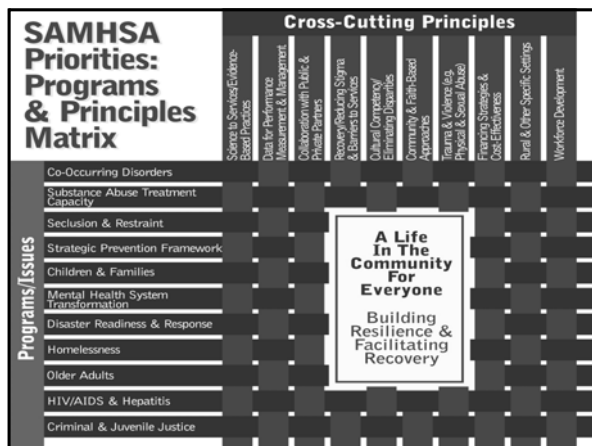 SAMHSA
Priorities:
Programs
& Principles
Matrix
Cross-Cutting Principles
Science to Services/Evidence-
Based Practices
Data for Performance
Measurement & Management
Collaboration with Public &
Private Partners
Recovery/Reducing Stigma
& Barriers to Services
Cultural Competency/
Eliminating Disparities
Community & Faith-Based
Approaches
Trauma & Violence (e.g.
Physical & Sexual Abuse)
Financing Strategies &
Cost-Effectiveness
Rural & Other Specific Settings
Workforce Development
Programs/Issues
Co-Occurring Disorders
Substance Abuse Treatment
Capacity
Seclusion & Restraint
Strategic Prevention Framework
Children & Families
Mental Health System
Transformation
Disaster Readiness & Response
Homelessness
Older Adults
HIV/AIDS & Hepatitis
Criminal & Juvenile Justice
A Life
In The
Community
For
Everyone
Building
Resilience &
Facilitating
Recovery